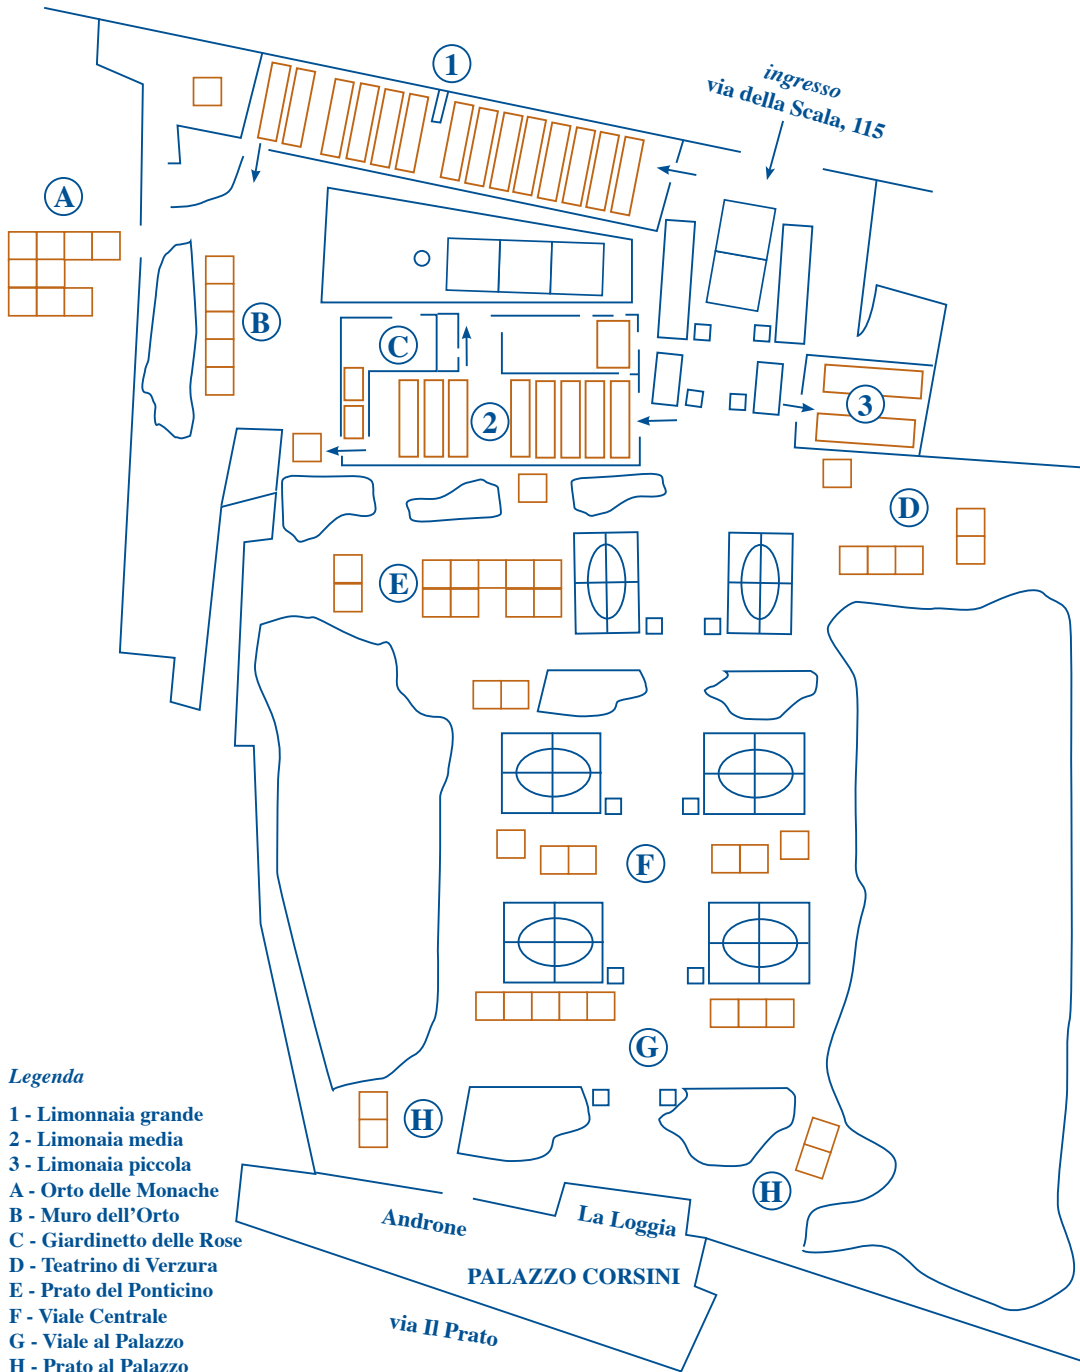 1
ingresso
via della Scala, 115
A
B
C
2
3
D
E
F
G
H
H
Legenda
1 - Limonnaia grande
2 - Limonaia media
3 - Limonaia piccola
A - Orto delle Monache
B - Muro dell’Orto
C - Giardinetto delle Rose
D - Teatrino di Verzura
E - Prato del Ponticino
F - Viale Centrale
G - Viale al Palazzo
H - Prato al Palazzo
Androne
La Loggia
PALAZZO CORSINI
via Il Prato